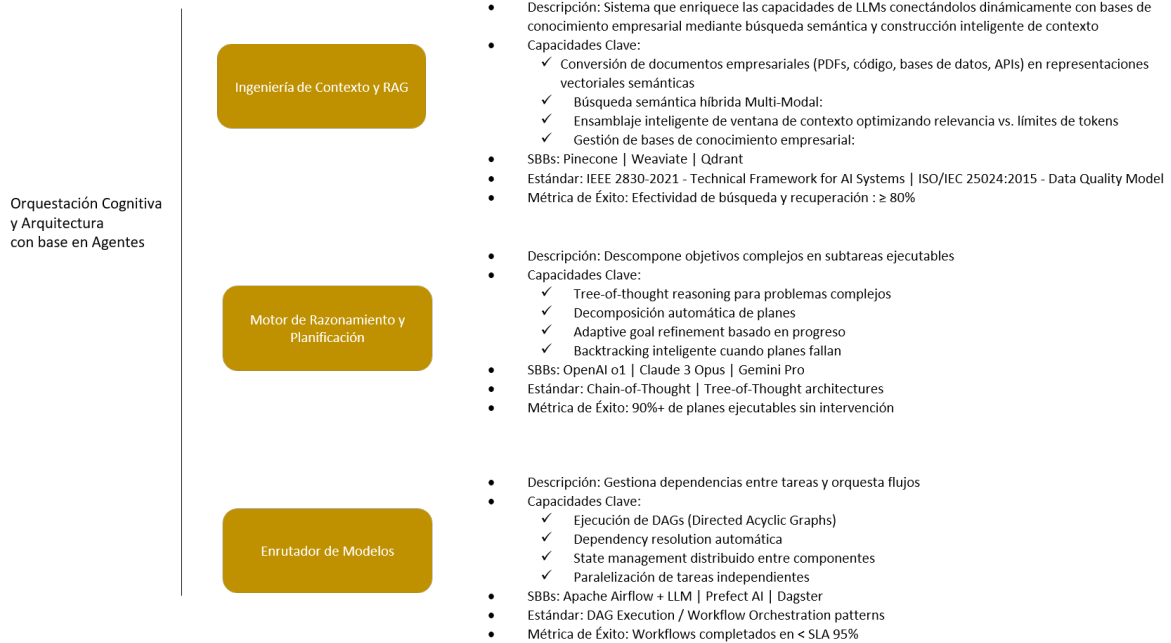 Orquestación Cognitiva
y Arquitectura
con base en Agentes
Ingeniería de Contexto y RAG
• Descripción: Sistema que enriquece las capacidades de LLMs conectándolos dinámicamente con bases de
conocimiento empresarial mediante búsqueda semántica y construcción inteligente de contexto
• Capacidades Clave:
✓ Conversión de documentos empresariales (PDFs, código, bases de datos, APIs) en representaciones
vectoriales semánticas
✓ Búsqueda semántica híbrida Multi-Modal:
✓ Ensamblaje inteligente de ventana de contexto optimizando relevancia vs. límites de tokens
✓ Gestión de bases de conocimiento empresarial:
• SBBs: Pinecone | Weaviate | Qdrant
• Estándar: IEEE 2830-2021 - Technical Framework for AI Systems | ISO/IEC 25024:2015 - Data Quality Model
• Métrica de Éxito: Efectividad de búsqueda y recuperación : ≥ 80%
Motor de Razonamiento y
Planificación
• Descripción: Descompone objetivos complejos en subtareas ejecutables
• Capacidades Clave:
✓ Tree-of-thought reasoning para problemas complejos
✓ Decomposición automática de planes
✓ Adaptive goal refinement basado en progreso
✓ Backtracking inteligente cuando planes fallan
• SBBs: OpenAI o1 | Claude 3 Opus | Gemini Pro
• Estándar: Chain-of-Thought | Tree-of-Thought architectures
• Métrica de Éxito: 90%+ de planes ejecutables sin intervención
Enrutador de Modelos
• Descripción: Gestiona dependencias entre tareas y orquesta flujos
• Capacidades Clave:
✓ Ejecución de DAGs (Directed Acyclic Graphs)
✓ Dependency resolution automática
✓ State management distribuido entre componentes
✓ Paralelización de tareas independientes
• SBBs: Apache Airflow + LLM | Prefect AI | Dagster
• Estándar: DAG Execution / Workflow Orchestration patterns
• Métrica de Éxito: Workflows completados en < SLA 95%